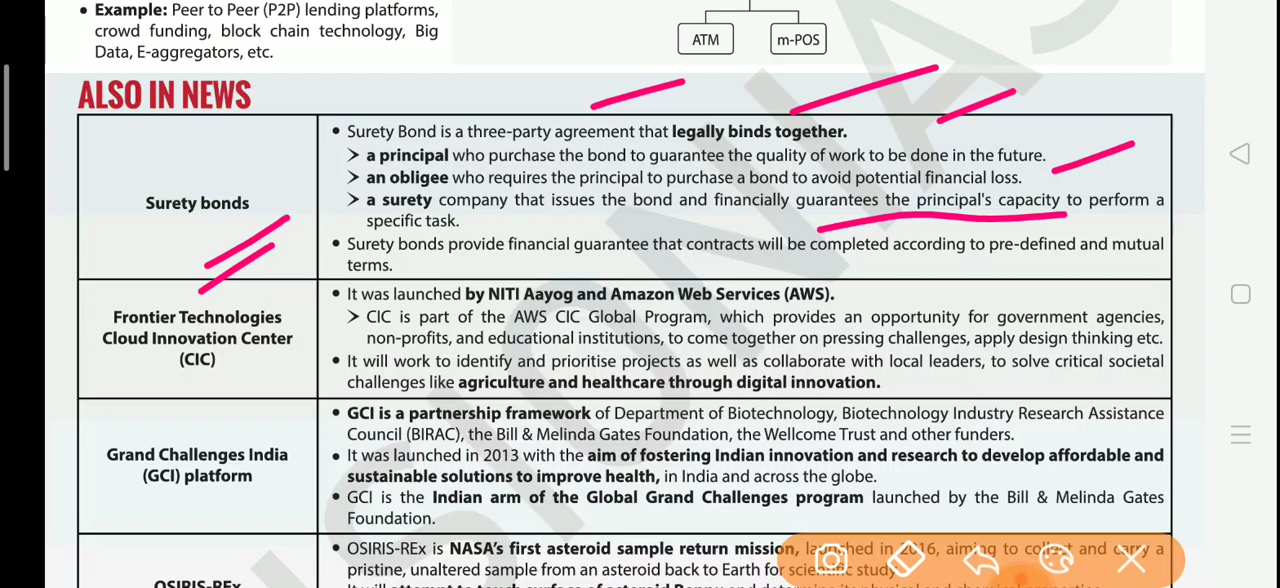 • Example: Peer to Peer (P2P) lending platforms,
crowd funding, block chain technology, Big
Data, E-aggregators, etc.
ATM
m-POS
ALSO IN NEWS
Surety bonds
• Surety Bond is a three-party agreement that legally binds together.
➢ a principal who purchase the bond to guarantee the quality of work to be done in the future.
➢ an obligee who requires the principal to purchase a bond to avoid potential financial loss.
➢ a surety company that issues the bond and financially guarantees the principal's capacity to perform a
specific task.
• Surety bonds provide financial guarantee that contracts will be completed according to pre-defined and mutual
terms.
Frontier Technologies
Cloud Innovation Center
(CIC)
• It was launched by NITI Aayog and Amazon Web Services (AWS).
➢ CIC is part of the AWS CIC Global Program, which provides an opportunity for government agencies,
non-profits, and educational institutions, to come together on pressing challenges, apply design thinking etc.
• It will work to identify and prioritise projects as well as collaborate with local leaders, to solve critical societal
challenges like agriculture and healthcare through digital innovation.
Grand Challenges India
(GCI) platform
• GCI is a partnership framework of Department of Biotechnology, Biotechnology Industry Research Assistance
Council (BIRAC), the Bill & Melinda Gates Foundation, the Wellcome Trust and other funders.
• It was launched in 2013 with the aim of fostering Indian innovation and research to develop affordable and
sustainable solutions to improve health, in India and across the globe.
• GCI is the Indian arm of the Global Grand Challenges program launched by the Bill & Melinda Gates
Foundation.
OSIRIS-REx
• OSIRIS-REx is NASA's first asteroid sample return mission, launched in 2016, aiming to collect and carry a
pristine, unaltered sample from an asteroid back to Earth for scientific study.